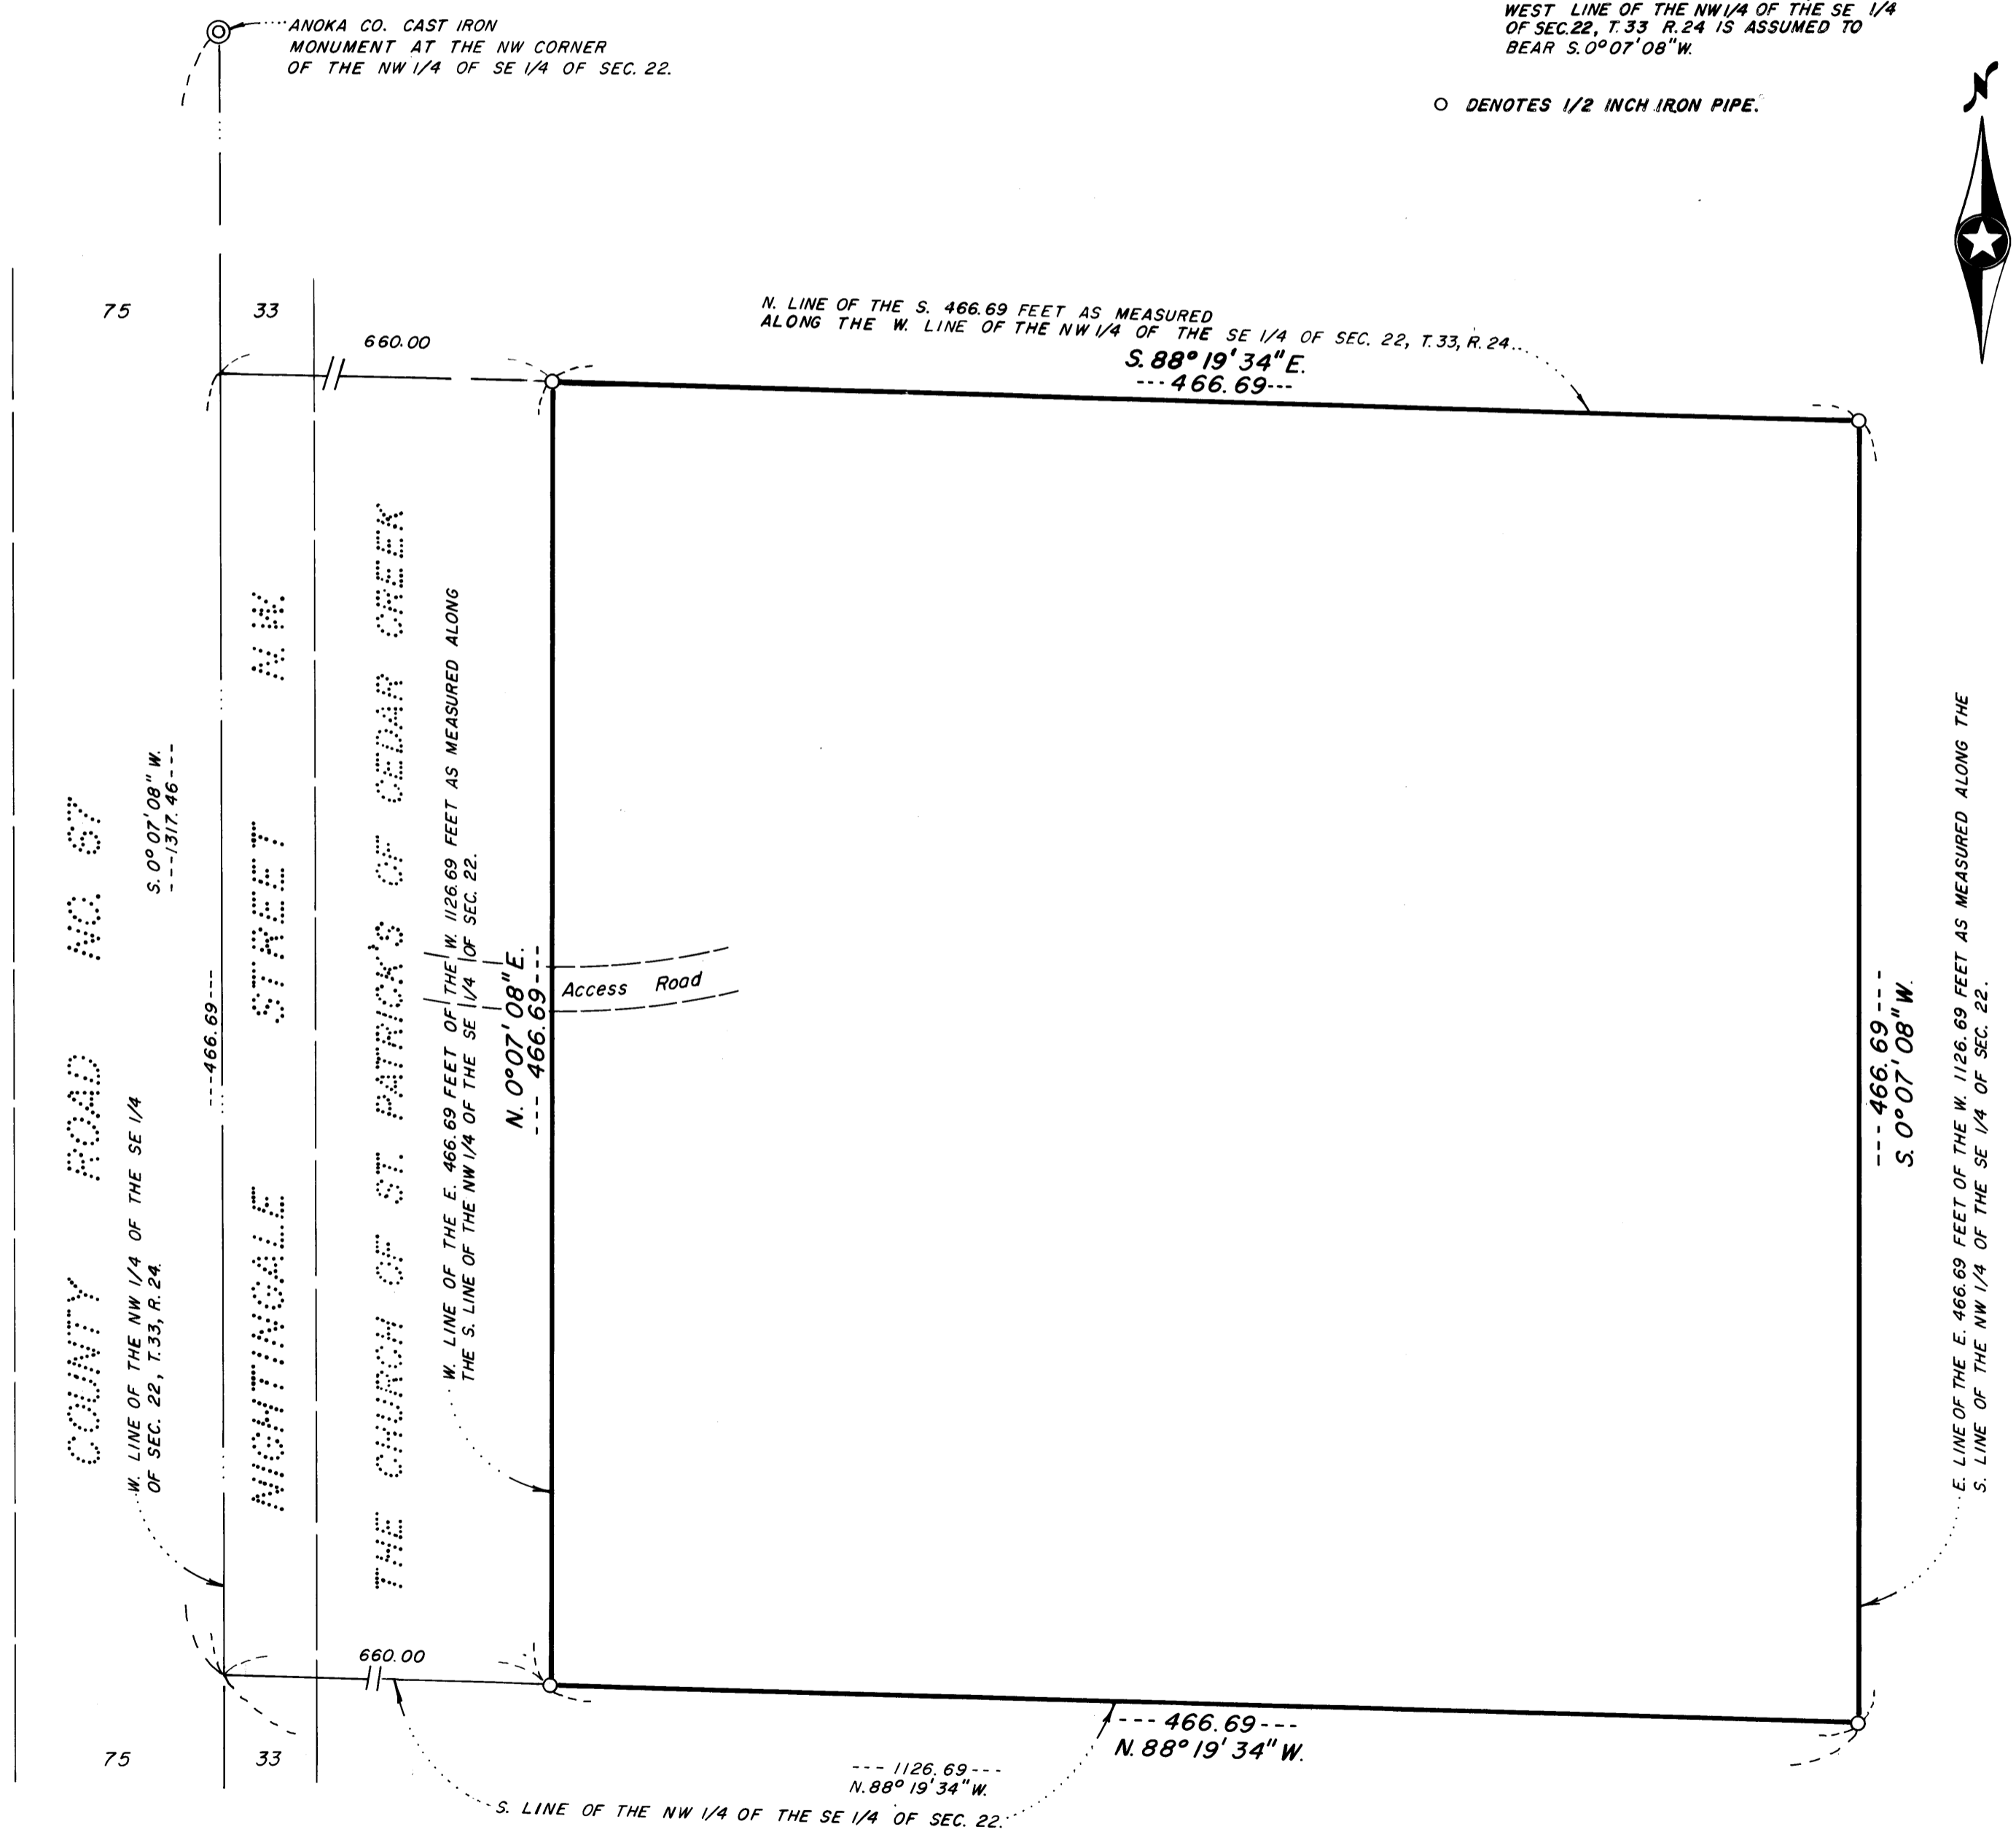 ANOKA CO. CAST IRON
MONUMENT AT THE NW CORNER
OF THE NW 1/4 OF SE 1/4 OF SEC. 22.
WEST LINE OF THE NW 1/4 OF THE SE 1/4
OF SEC. 22, T. 33 R. 24 IS ASSUMED TO
BEAR S. 0° 07' 08" W.
DENOTES 1/2 INCH IRON PIPE.
N
75
33
660.00
N. LINE OF THE S. 466.69 FEET AS MEASURED
ALONG THE W. LINE OF THE NW 1/4 OF THE SE 1/4 OF SEC. 22, T. 33, R. 24
S. 88° 19' 34" E.
--- 466.69 ---
COUNTY ROAD NO. 67
W. LINE OF THE NW 1/4 OF THE SE 1/4
OF SEC. 22, T. 33, R. 24.
S. 0° 07' 08" W.
--- 1317.46 ---
--- 466.69 ---
NIGHTINGALE STREET N.W.
THE CHURCH OF ST. PATRICK'S OF CEDAR CREEK
W. LINE OF THE E. 466.69 FEET OF THE W. 1126.69 FEET AS MEASURED ALONG
THE S. LINE OF THE NW 1/4 OF THE SE 1/4 OF SEC. 22.
N. 0° 07' 08" E.
--- 466.69 ---
Access Road
--- 466.69 ---
S. 0° 07' 08" W.
E. LINE OF THE E. 466.69 FEET OF THE W. 1126.69 FEET AS MEASURED ALONG THE
S. LINE OF THE NW 1/4 OF THE SE 1/4 OF SEC. 22.
660.00
75
33
--- 466.69 ---
N. 88° 19' 34" W.
--- 1126.69 ---
N. 88° 19' 34" W.
S. LINE OF THE NW 1/4 OF THE SE 1/4 OF SEC. 22.